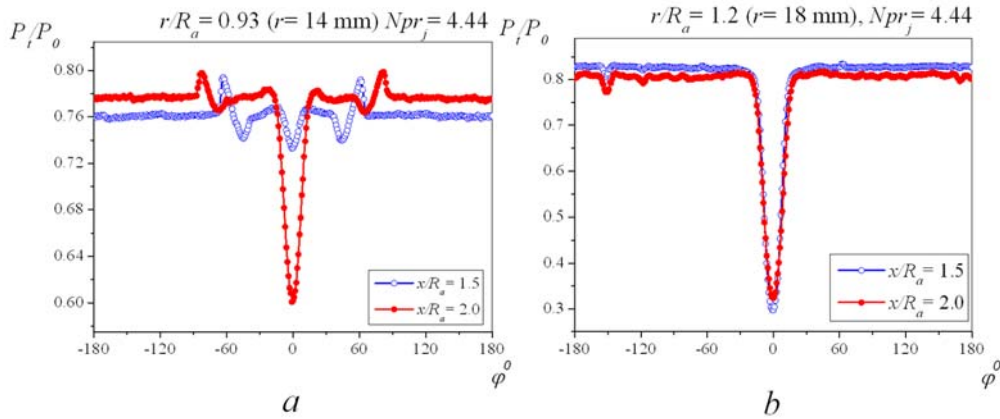 r/Rₐ = 0.93 (r= 14 mm) Nprⱼ = 4.44
Pₜ/P₀
0.80
0.76
0.72
0.68
0.64
0.60
x/Rₐ = 1.5
x/Rₐ = 2.0
-180 -120 -60 0 60 120 180
φ⁰
a
r/Rₐ = 1.2 (r= 18 mm), Nprⱼ = 4.44
Pₜ/P₀
0.8
0.7
0.6
0.5
0.4
0.3
x/Rₐ = 1.5
x/Rₐ = 2.0
-180 -120 -60 0 60 120 180
φ⁰
b